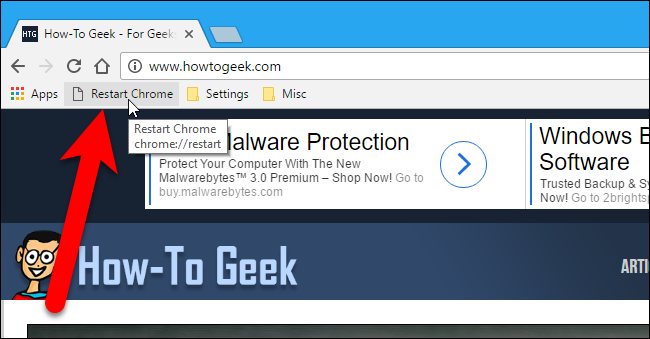 HTG How-To Geek - For Geek
www.howtogeek.com
Apps Restart Chrome Settings Misc
Restart Chrome
chrome://restart
Malware Protection
Protect Your Computer With The New
Malwarebytes™ 3.0 Premium – Shop Now! Go to
buy.malwarebytes.com
Windows B
Software
Trusted Backup & Sy
Now! Go to 2brights
How-To Geek
ARTI